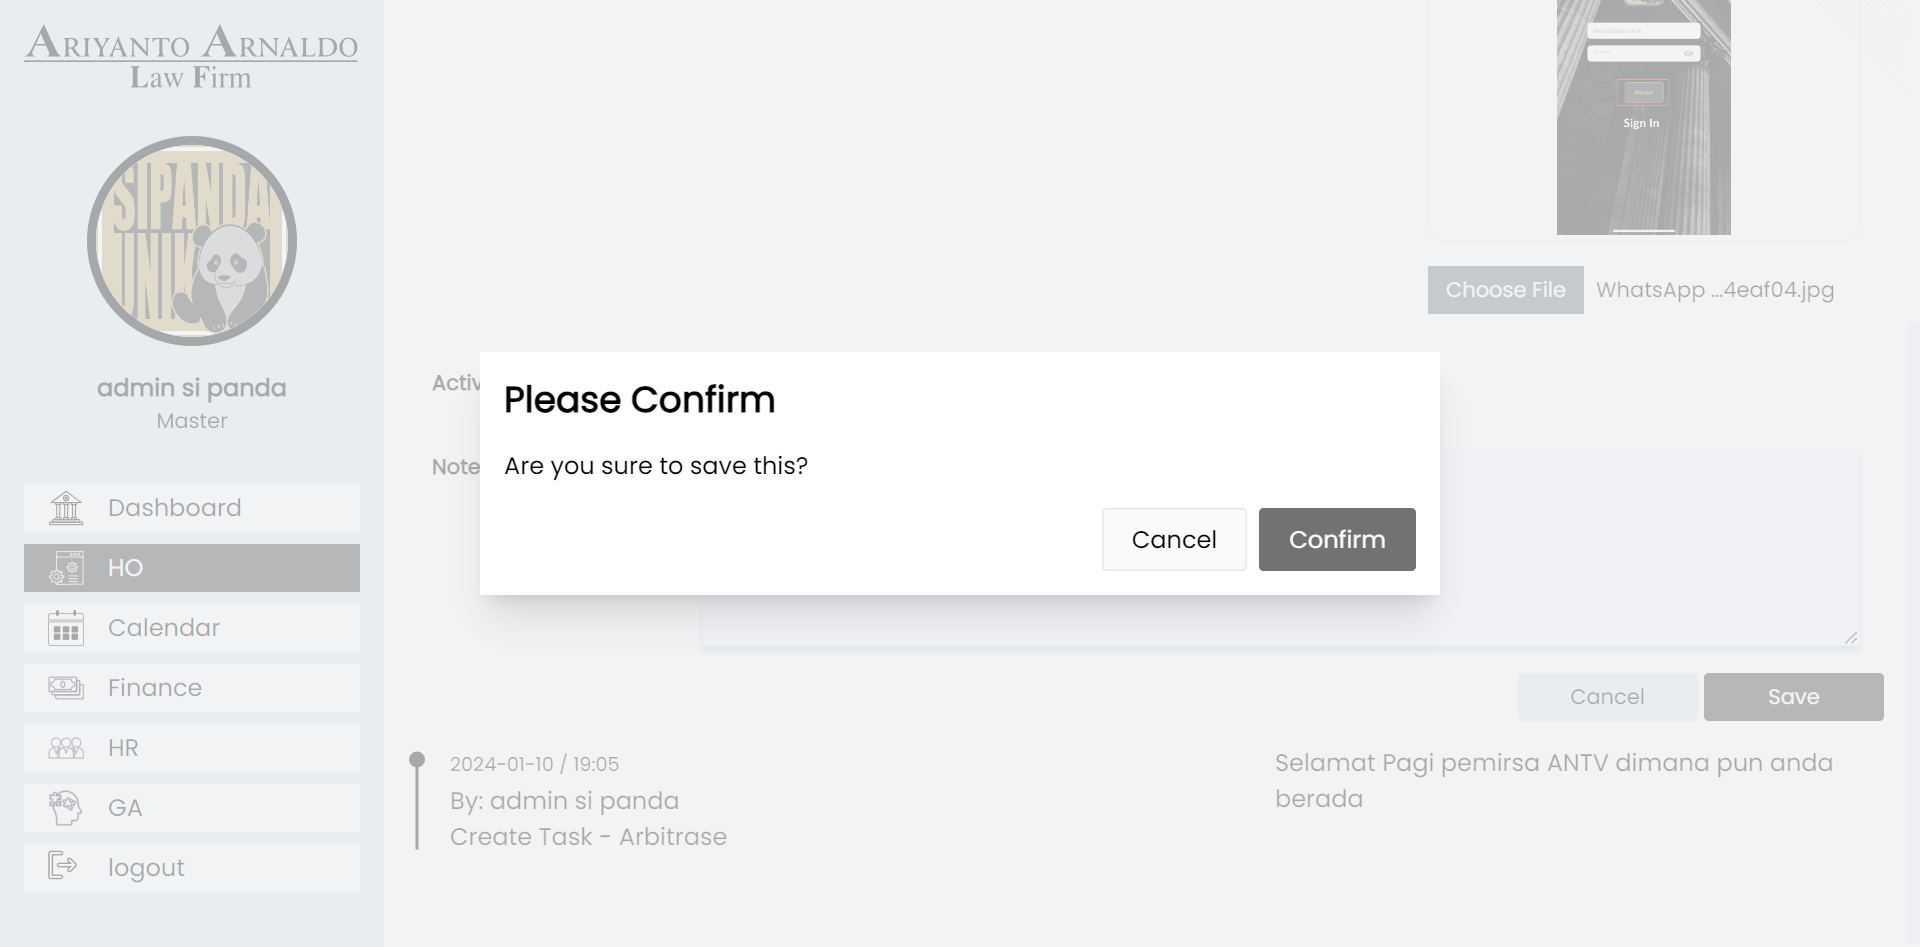 ARIYANTO ARNALDO
Law Firm
SIPANDA
UNIK
admin si panda
Master
Dashboard
HO
Calendar
Finance
HR
GA
logout
Sign In
Choose File
WhatsApp ...4eaf04.jpg
Activ
Note
Please Confirm
Are you sure to save this?
Cancel
Confirm
Cancel
Save
2024-01-10 / 19:05
By: admin si panda
Create Task - Arbitrase
Selamat Pagi pemirsa ANTV dimana pun anda
berada